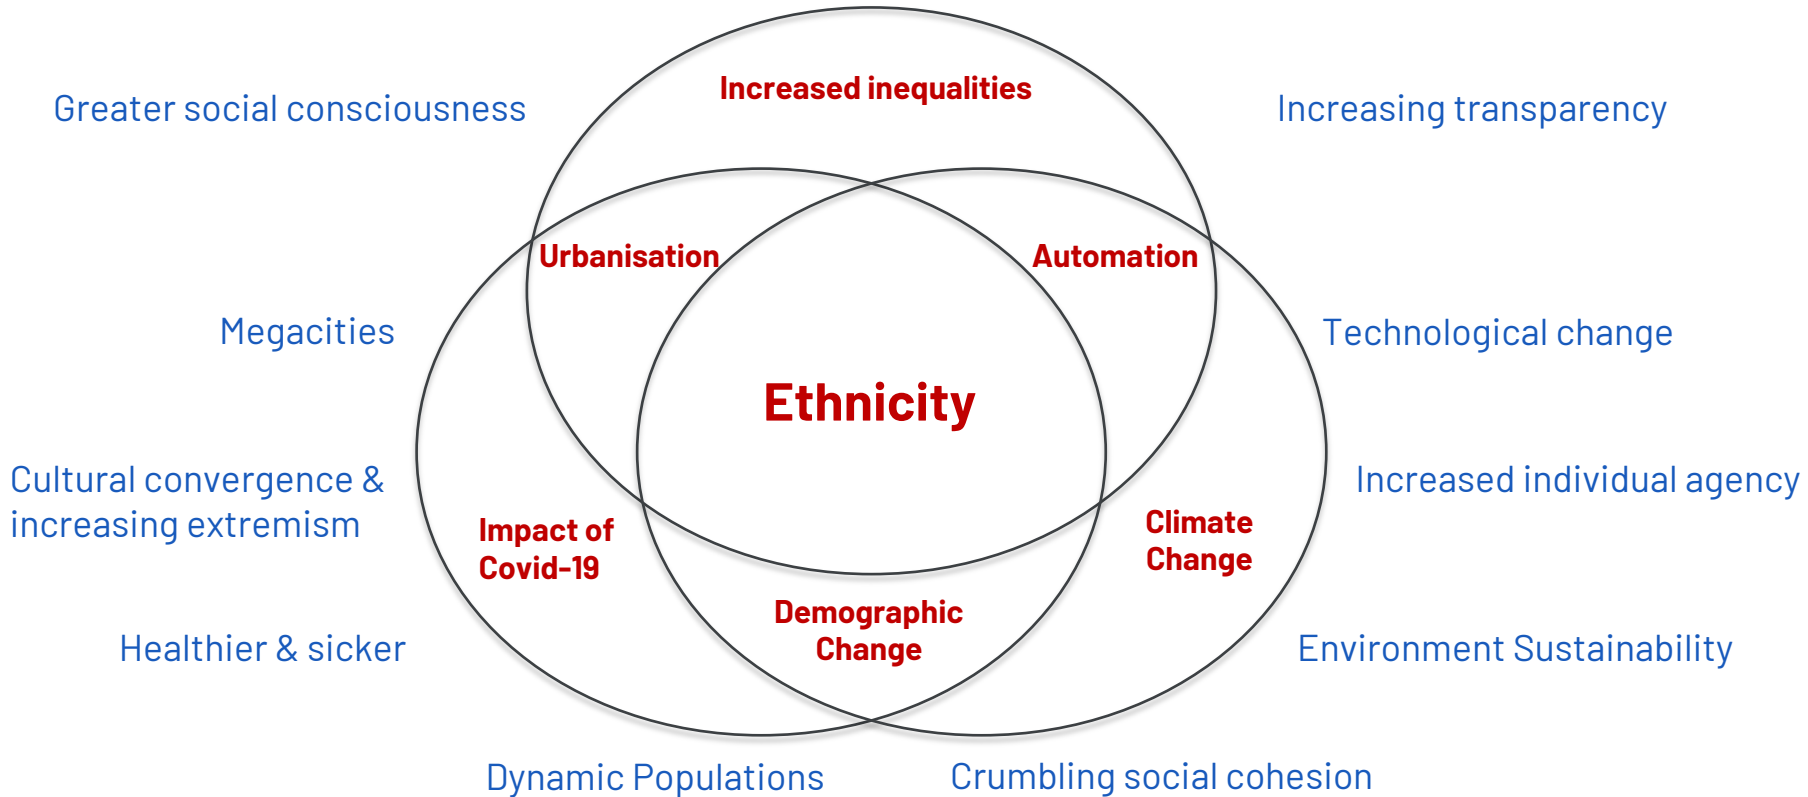 Increased inequalities
Greater social consciousness
Increasing transparency
Urbanisation
Automation
Megacities
Technological change
Ethnicity
Cultural convergence &
increasing extremism
Increased individual agency
Impact of
Covid-19
Climate
Change
Demographic
Change
Healthier & sicker
Environment Sustainability
Dynamic Populations
Crumbling social cohesion